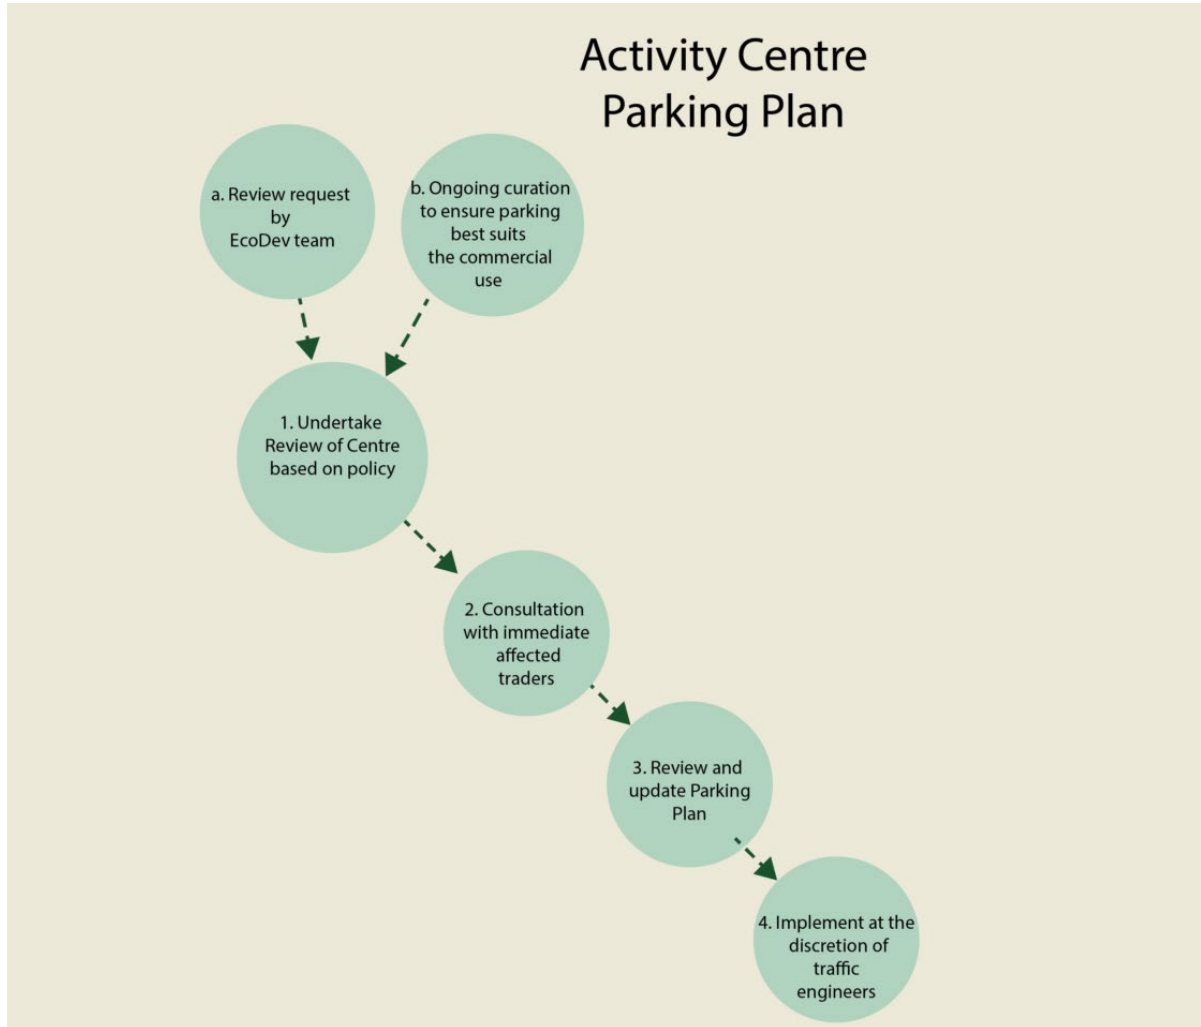 Activity Centre
Parking Plan
a. Review request
by
EcoDev team
b. Ongoing curation
to ensure parking
best suits
the commercial
use
1. Undertake
Review of Centre
based on policy
2. Consultation
with immediate
affected
traders
3. Review and
update Parking
Plan
4. Implement at the
discretion of
traffic
engineers